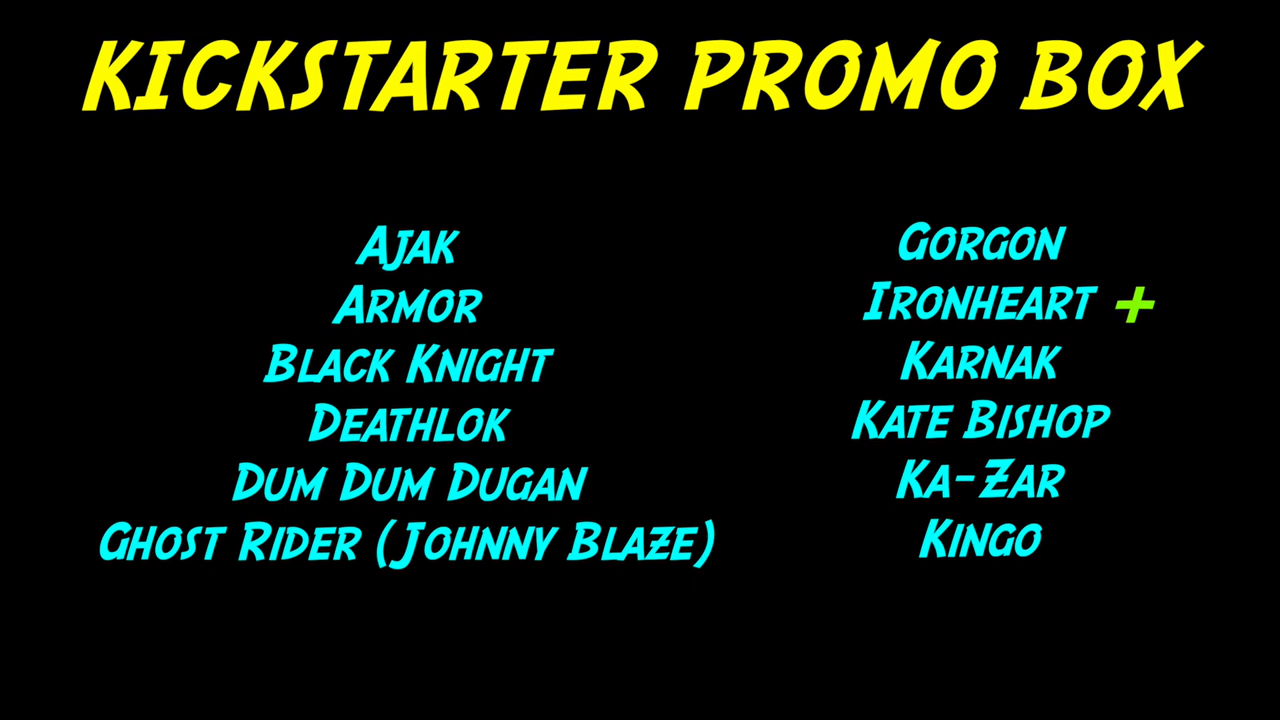 KICKSTARTER PROMO BOX
AJAK
ARMOR
BLACK KNIGHT
DEATHLOK
DUM DUM DUGAN
GHOST RIDER (JOHNNY BLAZE)
GORGON
IRONHEART +
KARNAK
KATE BISHOP
KA-ZAR
KINGO